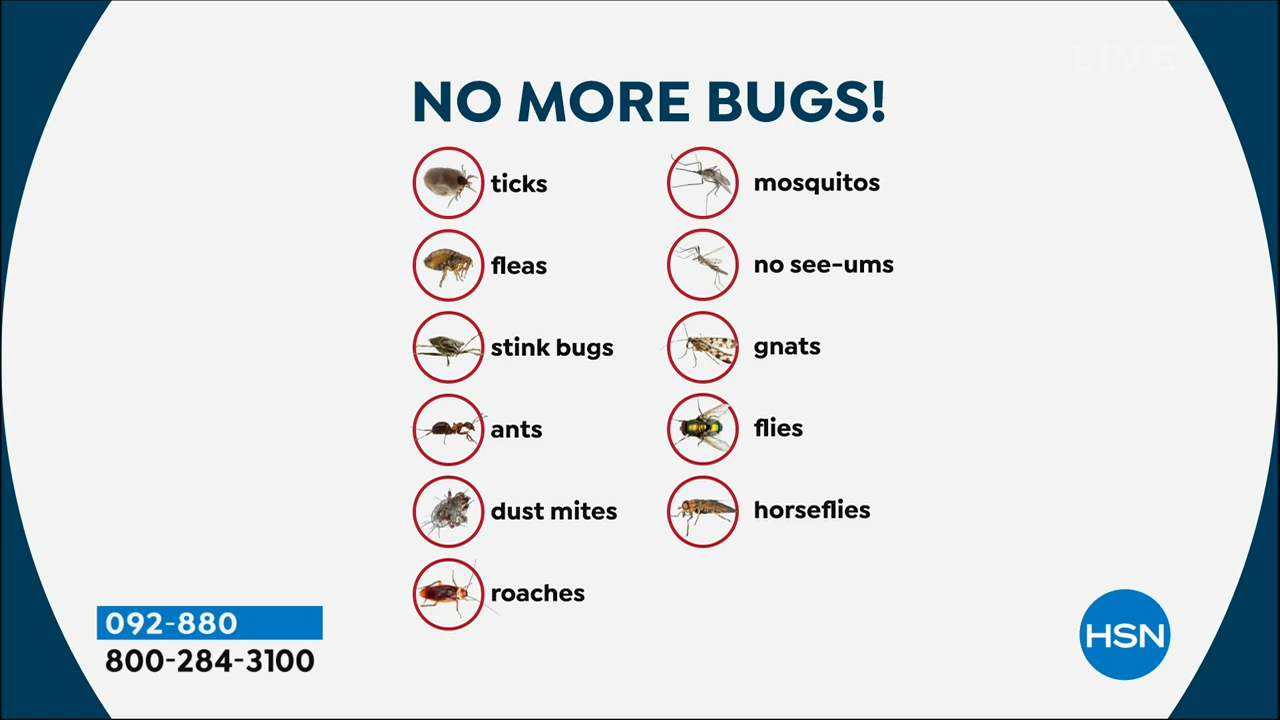 LIVE
NO MORE BUGS!
ticks
fleas
stink bugs
ants
dust mites
roaches
mosquitos
no see-ums
gnats
flies
horseflies
092-880
800-284-3100
HSN